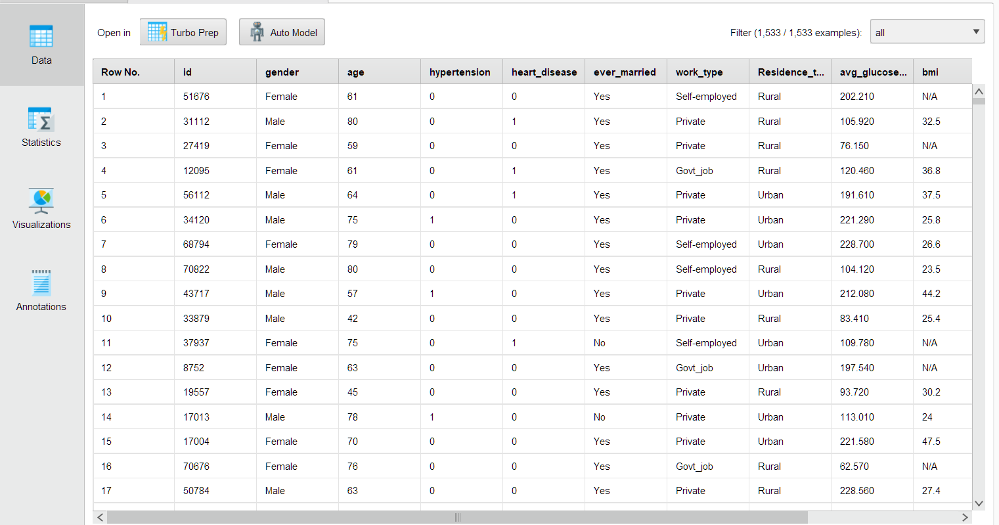 Open in Turbo Prep Auto Model Filter (1,533 / 1,533 examples): all
Data
Statistics
Visualizations
Annotations
Row No. id gender age hypertension heart_disease ever_married work_type Residence_t... avg_glucose... bmi
1 51676 Female 61 0 0 Yes Self-employed Rural 202.210 N/A
2 31112 Male 80 0 1 Yes Private Rural 105.920 32.5
3 27419 Female 59 0 0 Yes Private Rural 76.150 N/A
4 12095 Female 61 0 1 Yes Govt_job Rural 120.460 36.8
5 56112 Male 64 0 1 Yes Private Urban 191.610 37.5
6 34120 Male 75 1 0 Yes Private Urban 221.290 25.8
7 68794 Female 79 0 0 Yes Self-employed Urban 228.700 26.6
8 70822 Male 80 0 0 Yes Self-employed Rural 104.120 23.5
9 43717 Male 57 1 0 Yes Private Urban 212.080 44.2
10 33879 Male 42 0 0 Yes Private Rural 83.410 25.4
11 37937 Female 75 0 1 No Self-employed Urban 109.780 N/A
12 8752 Female 63 0 0 Yes Govt_job Urban 197.540 N/A
13 19557 Female 45 0 0 Yes Private Rural 93.720 30.2
14 17013 Male 78 1 0 No Private Urban 113.010 24
15 17004 Female 70 0 0 Yes Private Urban 221.580 47.5
16 70676 Female 76 0 0 Yes Govt_job Rural 62.570 N/A
17 50784 Male 63 0 0 Yes Private Rural 228.560 27.4